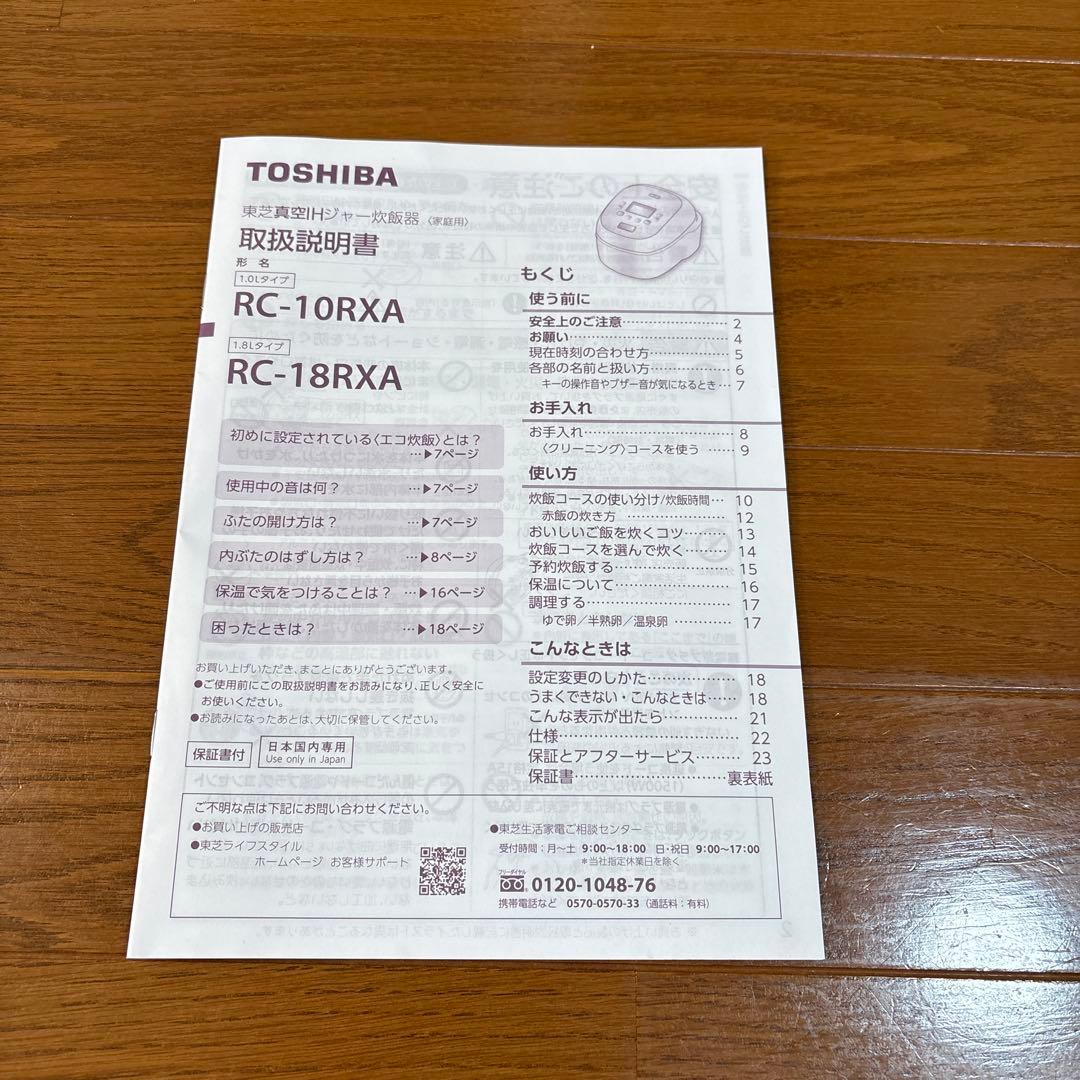 TOSHIBA
東芝真空IHジャー炊飯器〈家庭用〉
取扱説明書
形 名
1.0Lタイプ
RC-10RXA
1.8Lタイプ
RC-18RXA
初めに設定されている〈エコ炊飯〉とは？
…▶7ページ
使用中の音は何？ …▶7ページ
ふたの開け方は？ …▶7ページ
内ぶたのはずし方は？ …▶8ページ
保温で気をつけることは？ …▶16ページ
困ったときは？ …▶18ページ
お買い上げいただき、まことにありがとうございます。
●ご使用前にこの取扱説明書をお読みになり、正しく安全に
お使いください。
●お読みになったあとは、大切に保管してください。
保証書付
日本国内専用
Use only in Japan
もくじ
使う前に
安全上のご注意…………………… 2
お願い…………………………… 4
現在時刻の合わせ方…………… 5
各部の名前と扱い方…………… 6
キーの操作音やブザー音が気になるとき… 7
お手入れ
お手入れ………………………… 8
〈クリーニング〉コースを使う …… 9
使い方
炊飯コースの使い分け/炊飯時間… 10
赤飯の炊き方 ………………… 12
おいしいご飯を炊くコツ……… 13
炊飯コースを選んで炊く……… 14
予約炊飯する…………………… 15
保温について…………………… 16
調理する………………………… 17
ゆで卵／半熟卵／温泉卵 ………… 17
こんなときは
設定変更のしかた……………… 18
うまくできない・こんなときは…… 18
こんな表示が出たら…………… 21
仕様……………………………… 22
保証とアフターサービス……… 23
保証書…………………………裏表紙
ご不明な点は下記にお問い合わせください。
●お買い上げの販売店
●東芝ライフスタイル
ホームページ お客様サポート
●東芝生活家電ご相談センター
受付時間：月〜土 9:00〜18:00 日・祝日 9:00〜17:00
＊当社指定休業日を除く
フリーダイヤル
0120-1048-76
携帯電話など 0570-0570-33（通話料：有料）